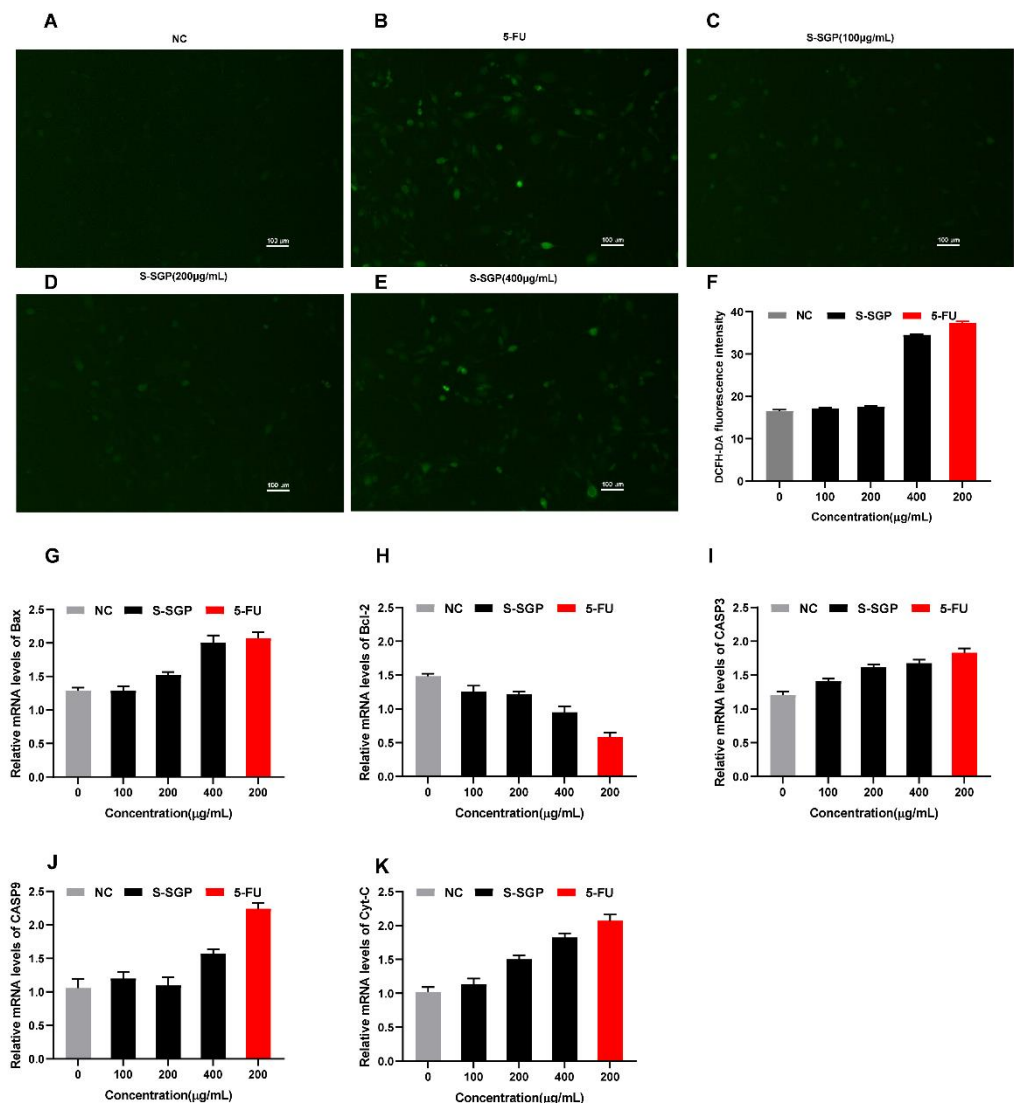 A
B
C
NC
5-FU
S-SGP(100μg/mL)
100 μm
100 μm
100 μm
D
S-SGP(200μg/mL)
E
S-SGP(400μg/mL)
F
100 μm
100 μm
NC S-SGP 5-FU
DCFH-DA fluorescence intensity
40
30
20
10
0
0 100 200 400 200
Concentration(μg/mL)
G
NC S-SGP 5-FU
Relative mRNA levels of Bax
2.5
2.0
1.5
1.0
0.5
0.0
0 100 200 400 200
Concentration(μg/mL)
H
NC S-SGP 5-FU
Relative mRNA levels of Bcl-2
2.5
2.0
1.5
1.0
0.5
0.0
0 100 200 400 200
Concentration(μg/mL)
I
NC S-SGP 5-FU
Relative mRNA levels of CASP3
2.5
2.0
1.5
1.0
0.5
0.0
0 100 200 400 200
Concentration(μg/mL)
J
NC S-SGP 5-FU
Relative mRNA levels of CASP9
2.5
2.0
1.5
1.0
0.5
0.0
0 100 200 400 200
Concentration(μg/mL)
K
NC S-SGP 5-FU
Relative mRNA levels of Cyt-C
2.5
2.0
1.5
1.0
0.5
0.0
0 100 200 400 200
Concentration(μg/mL)